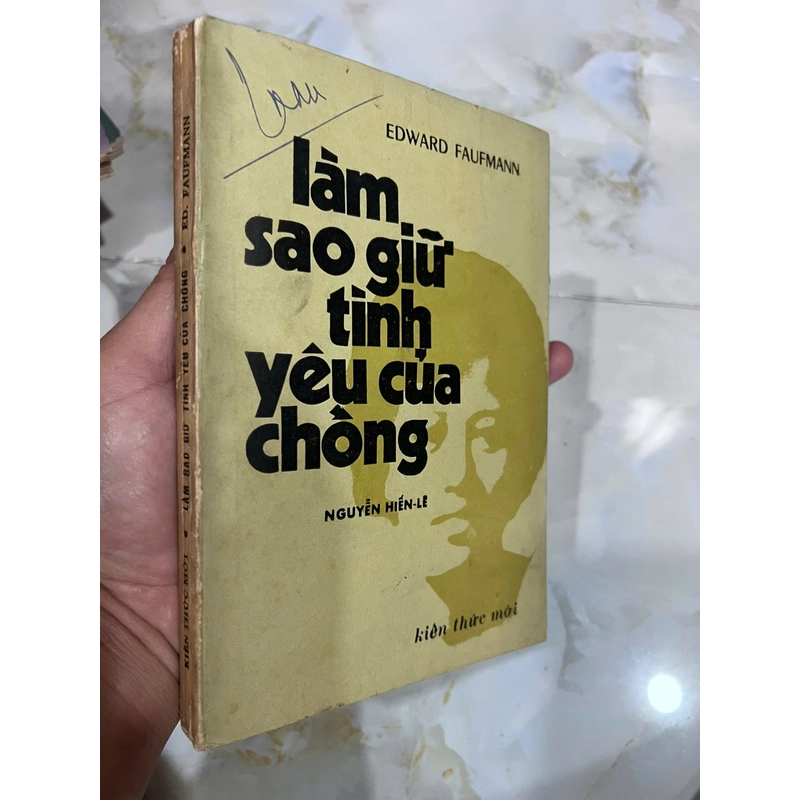 EDWARD FAUFMANN
làm
sao giữ
tình
yêu của
chồng
NGUYỄN HIẾN-LÊ
kiến thức mới
KIẾN THỨC MỚI • LÀM SAO GIỮ TÌNH YÊU CỦA CHỒNG • ED. FAUFMANN